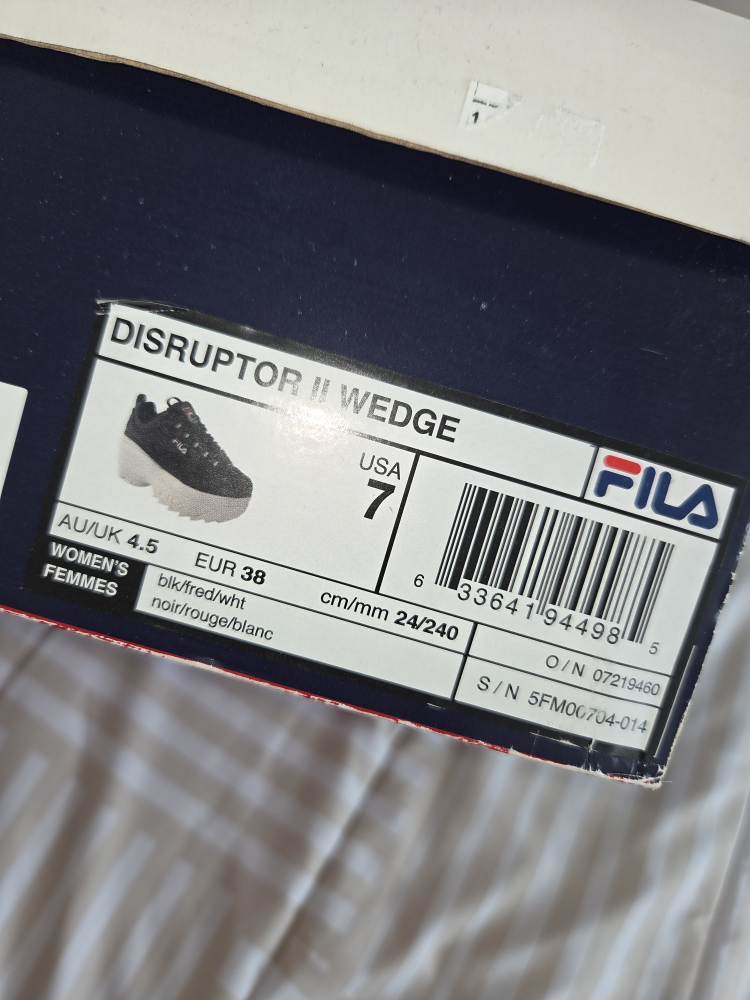 1
DISRUPTOR II WEDGE
FILA
FILA
USA
7
AU/UK 4.5
EUR 38
cm/mm 24/240
WOMEN'S
FEMMES
blk/fred/wht
noir/rouge/blanc
6 33641 94498 5
O / N 07219460
S / N 5FM00704-014